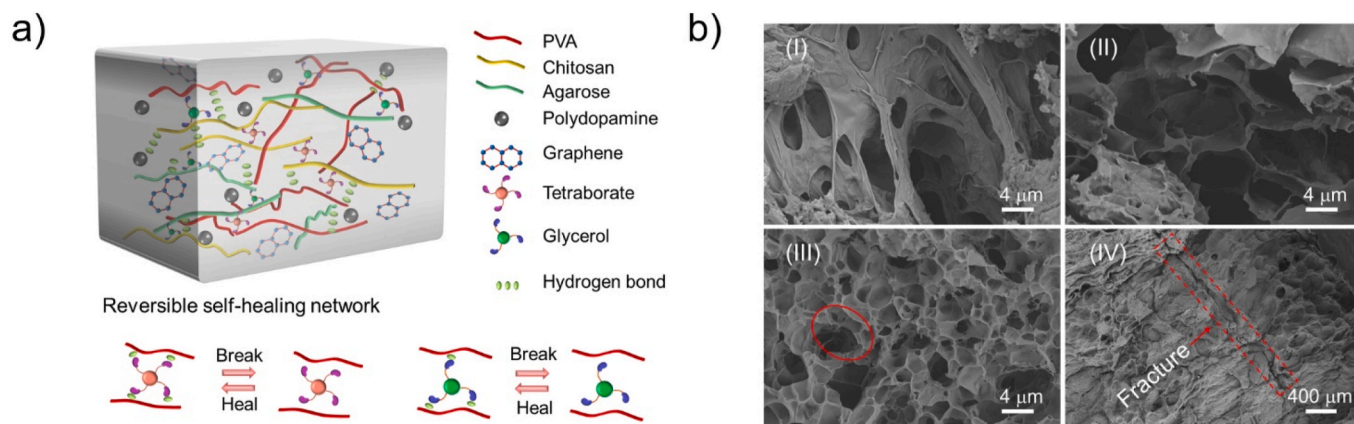 a)
PVA
Chitosan
Agarose
Polydopamine
Graphene
Tetraborate
Glycerol
Hydrogen bond
Reversible self-healing network
Break
Heal
Break
Heal
b)
(I)
4 μm
(II)
4 μm
(III)
4 μm
(IV)
Fracture
400 μm